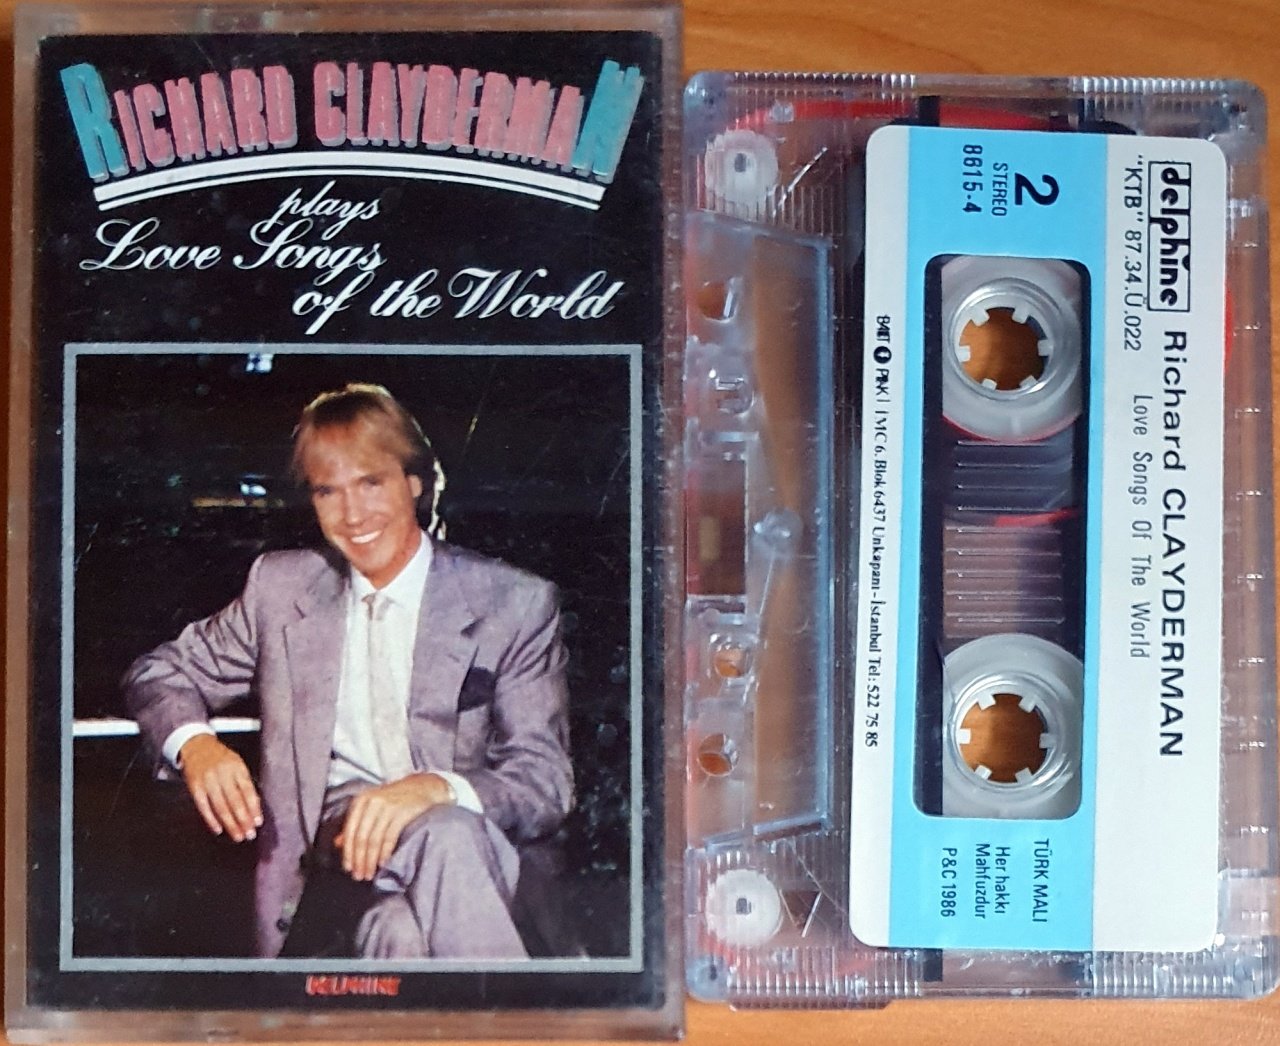 RICHARD CLAYDERMAN
plays
Love Songs
of the World
DELPHINE
delphine Richard CLAYDERMAN
"KTB" 87.34.Ü.022 Love Songs Of The World
2
STEREO
8615-4
TÜRK MALI
Her hakkı
Mahfuzdur
P&C 1986
IMC 6. Blok 6437 Unkapanı - İstanbul Tel: 522 75 85